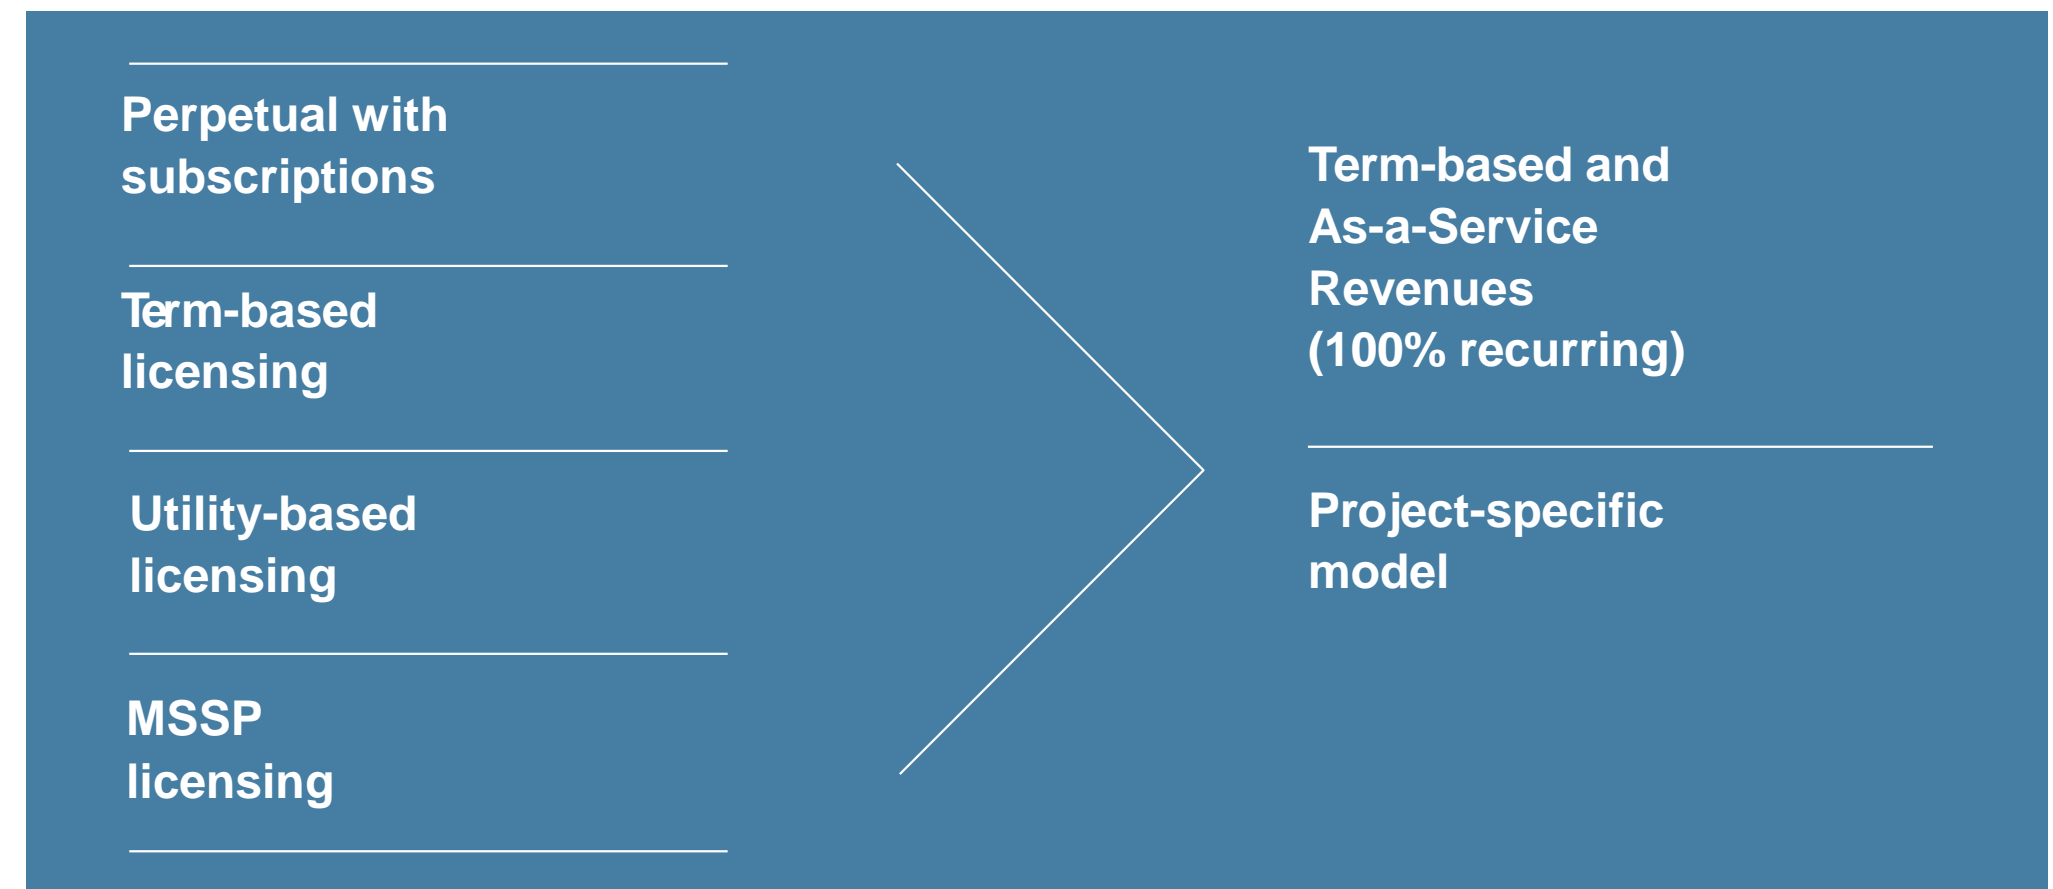 Perpetual with
subscriptions
Term-based
licensing
Utility-based
licensing
MSSP
licensing
Term-based and
As-a-Service
Revenues
(100% recurring)
Project-specific
model